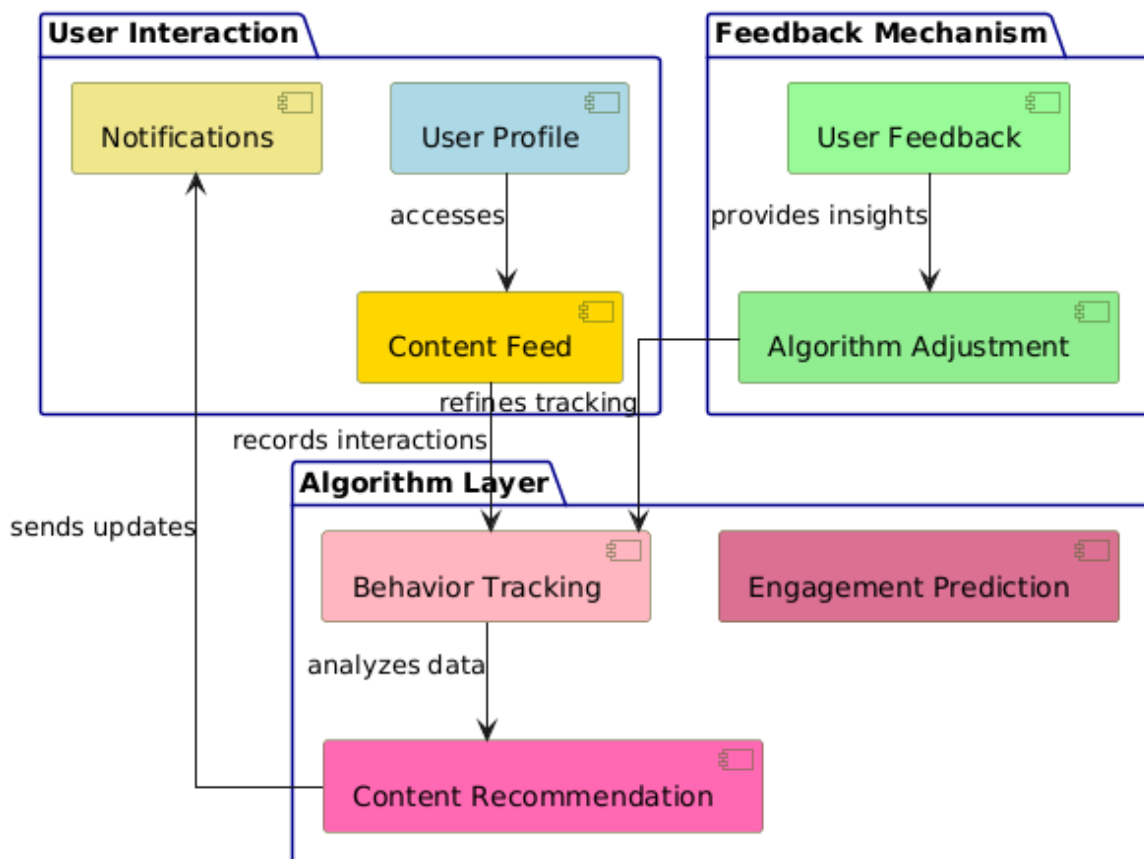 User Interaction
Feedback Mechanism
Notifications
User Profile
User Feedback
accesses
provides insights
Content Feed
Algorithm Adjustment
refines tracking
records interactions
Algorithm Layer
sends updates
Behavior Tracking
Engagement Prediction
analyzes data
Content Recommendation